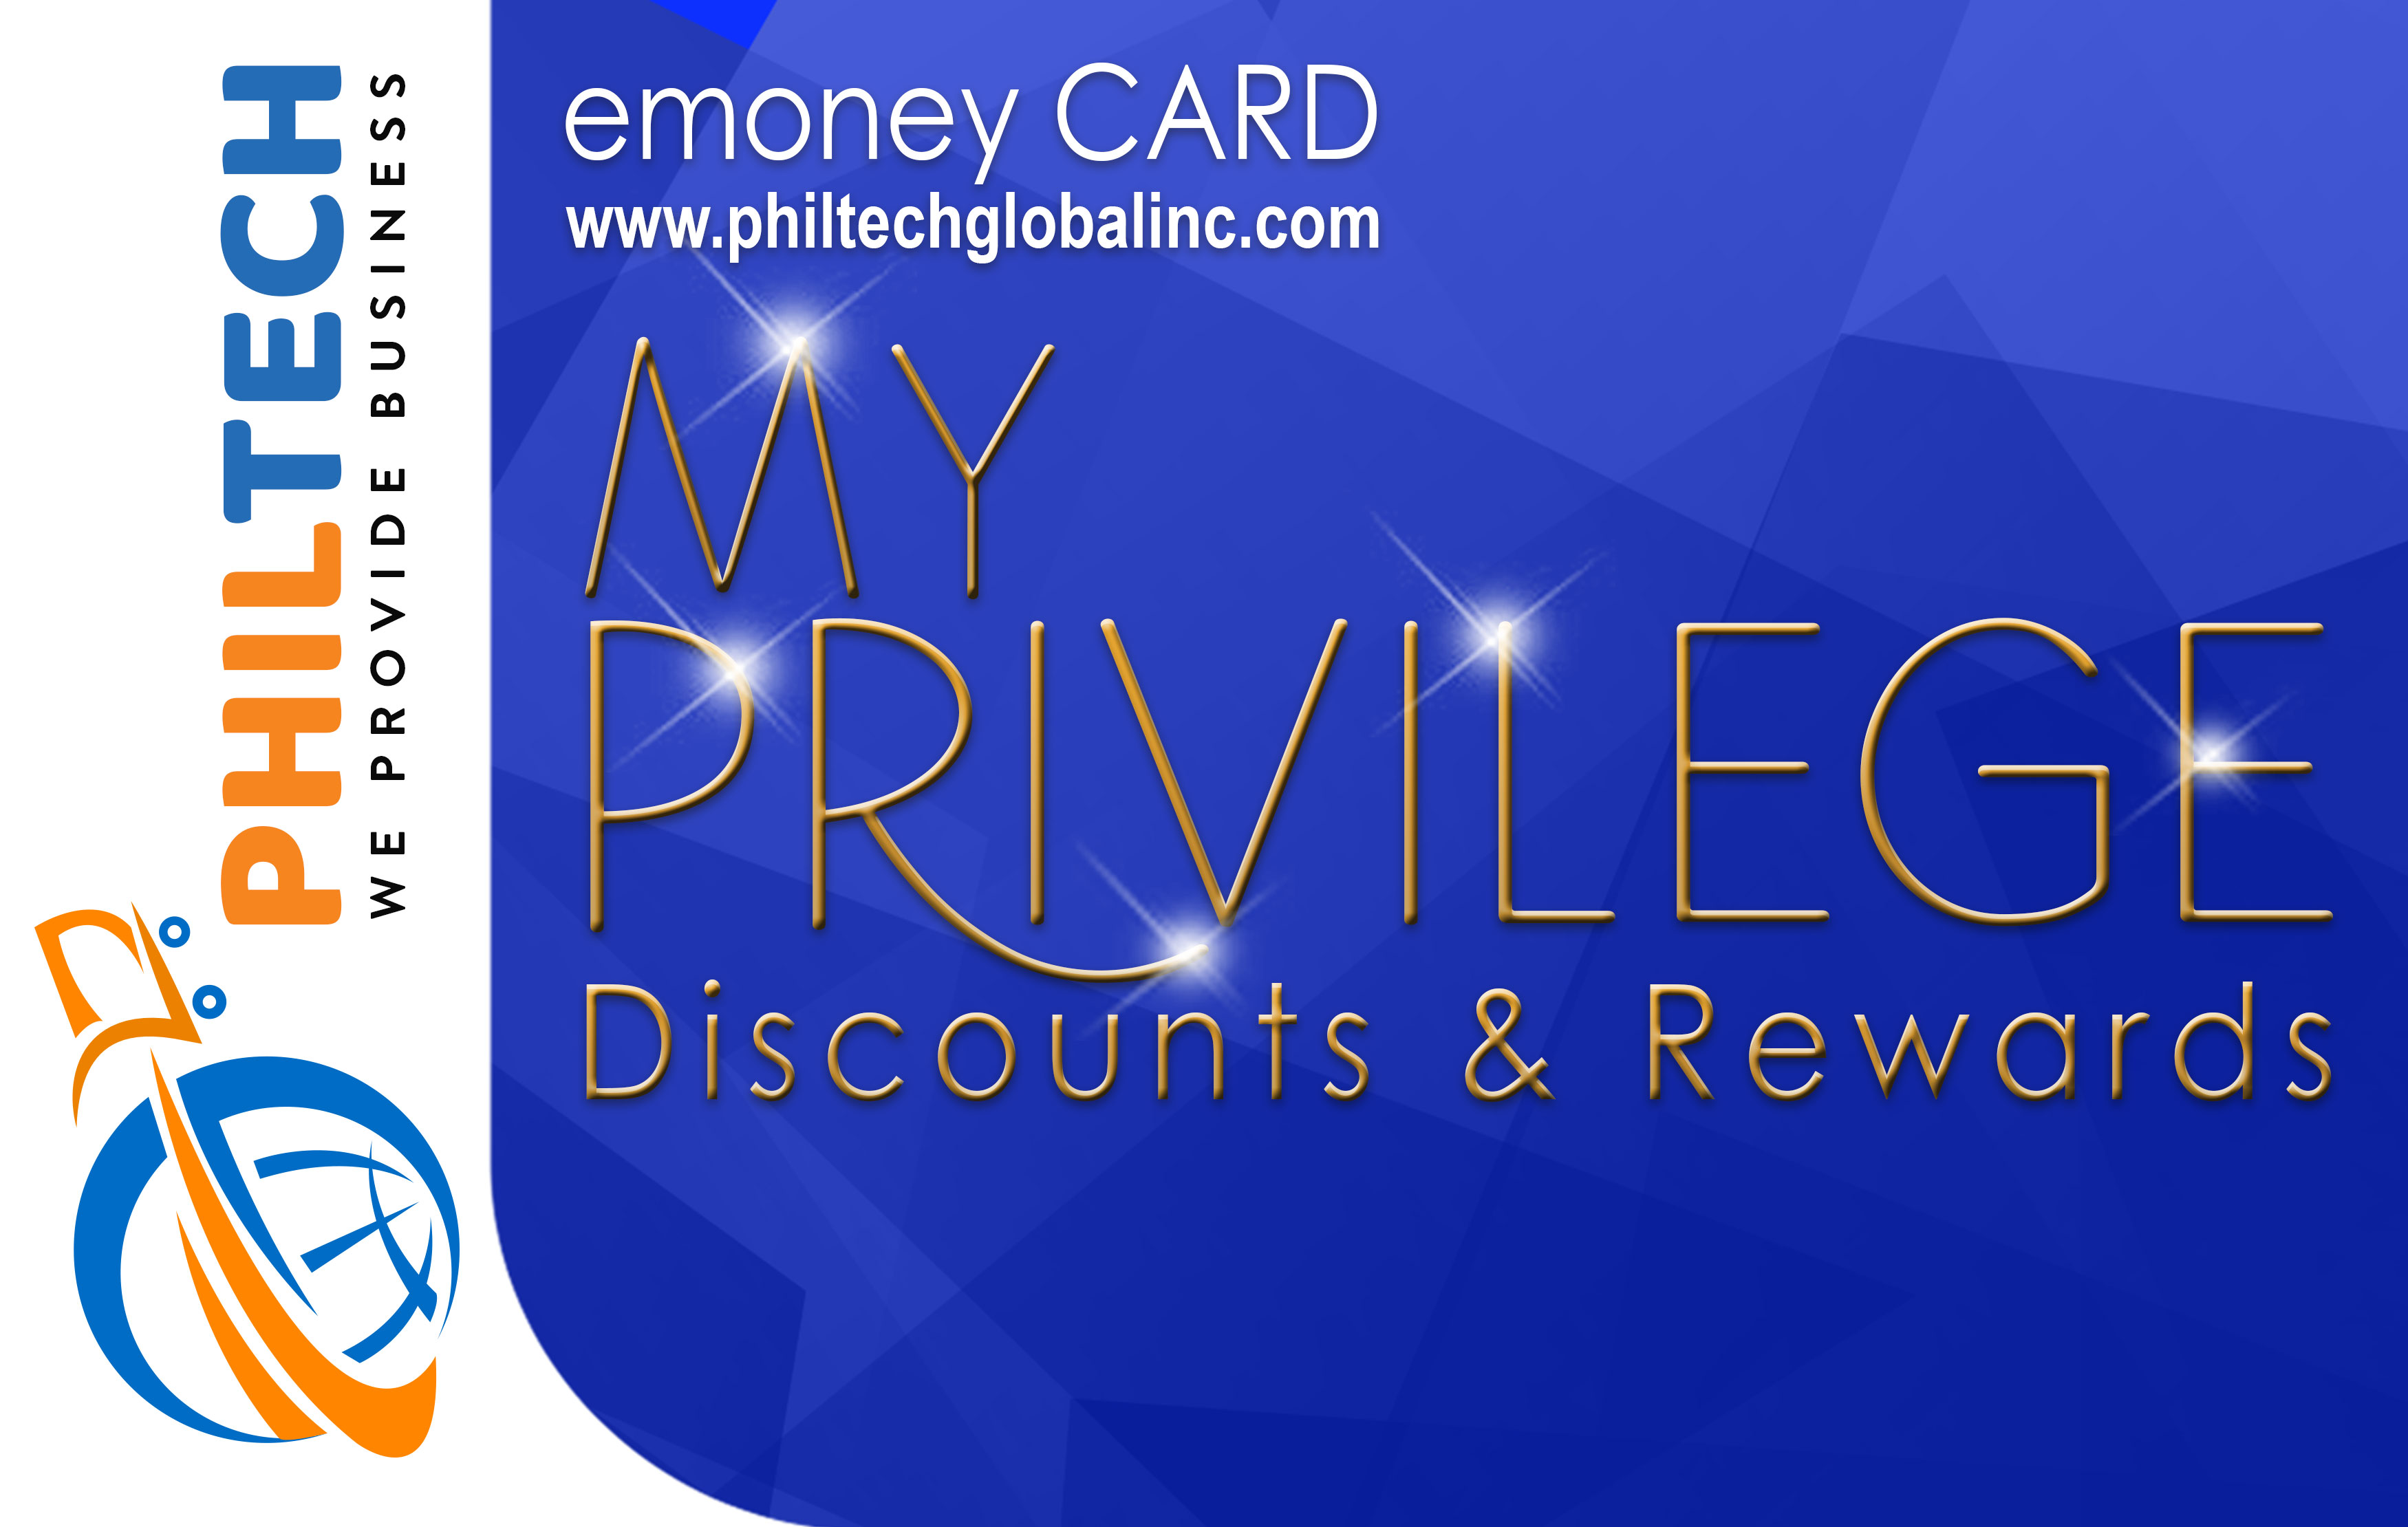 PHILTECH
WE PROVIDE BUSINESS
emoney CARD
www.philtechglobalinc.com
MY
PRIVILEGE
Discounts & Rewards